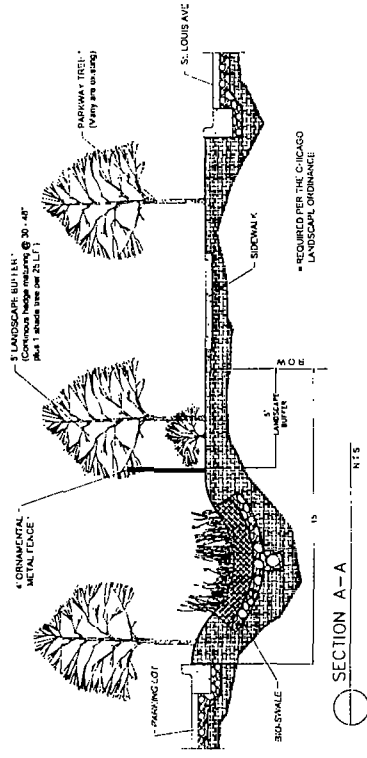 5' LANDSCAPE BUFFER*
(Continuous hedge maturing @ 30 - 48"
plus 1 shade tree per 25 L.F.)
4' ORNAMENTAL
METAL FENCE*
PARKWAY TREE*
(Many are existing)
PARKING LOT
ST. LOUIS AVE
BIO-SWALE
5'
LANDSCAPE
BUFFER
R O W
SIDEWALK
15
* REQUIRED PER THE CHICAGO
LANDSCAPE ORDINANCE
SECTION A-A
N T S